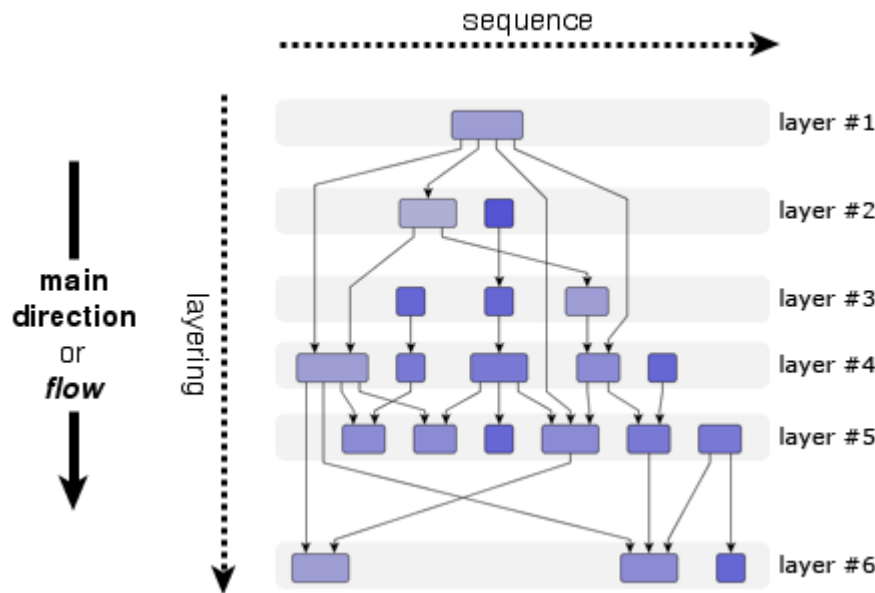 sequence
layer #1
layer #2
layer #3
layer #4
layer #5
layer #6
layering
main
direction
or
flow